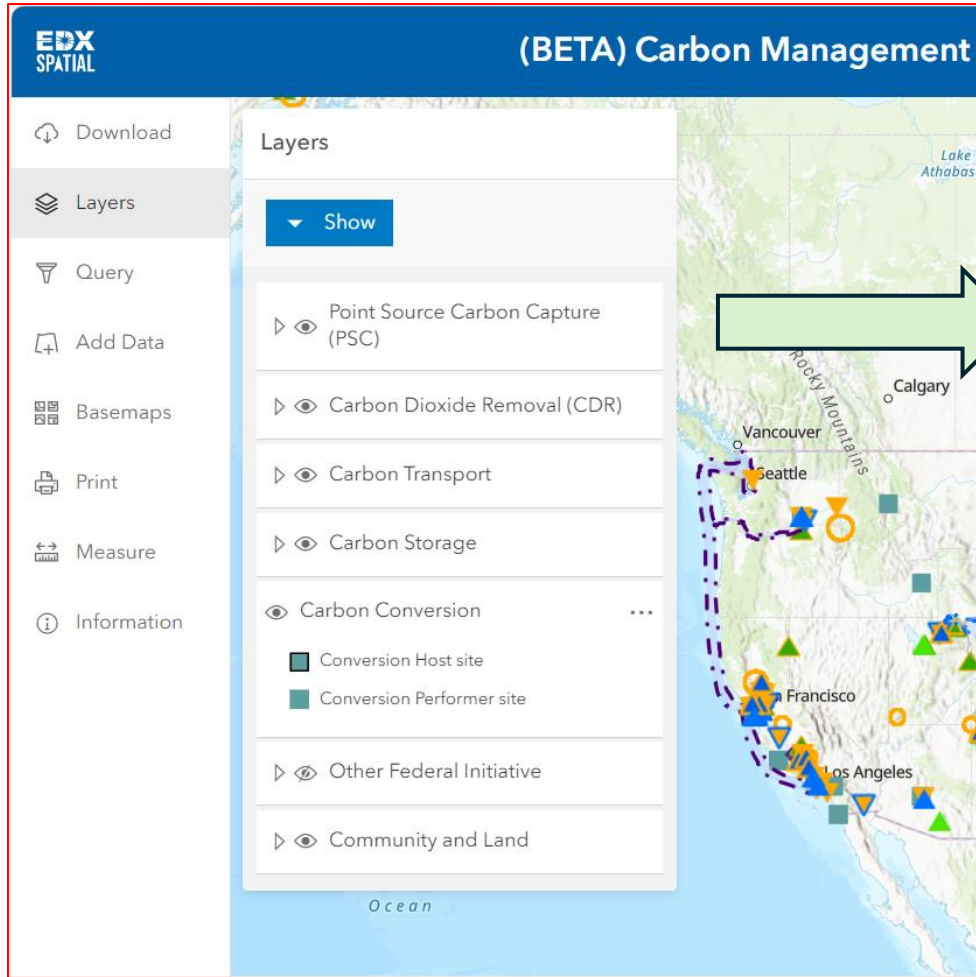 EDX
SPATIAL
(BETA) Carbon Management
Download
Layers
Query
Add Data
Basemaps
Print
Measure
Information
Layers
Show
Point Source Carbon Capture
(PSC)
Carbon Dioxide Removal (CDR)
Carbon Transport
Carbon Storage
Carbon Conversion
Conversion Host site
Conversion Performer site
Other Federal Initiative
Community and Land
Lake
Athabas
Rocky Mountains
Calgary
Vancouver
Seattle
Francisco
Los Angeles
Ocean